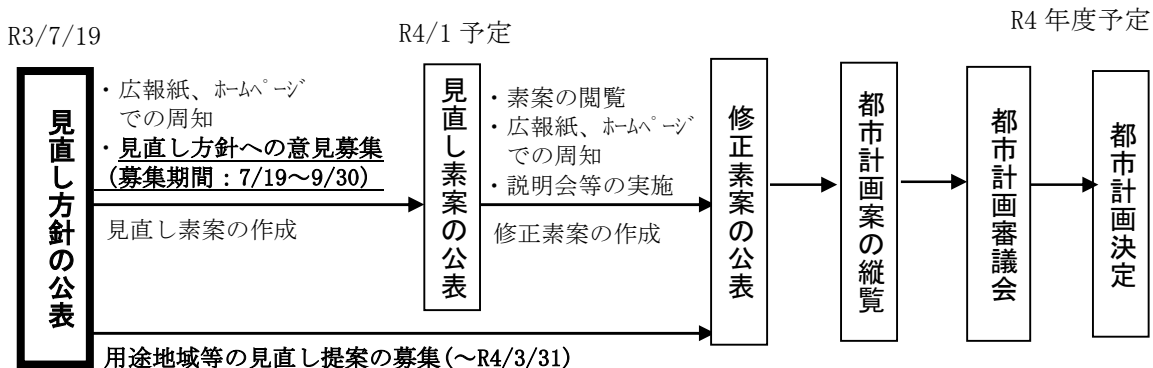 R3/7/19
R4/1 予定
R4 年度予定
見直し方針の公表
・広報紙、ﾎｰﾑﾍﾟｰｼﾞ
での周知
・見直し方針への意見募集
(募集期間:7/19~9/30)
見直し素案の作成
見直し素案の公表
・素案の閲覧
・広報紙、ﾎｰﾑﾍﾟｰｼﾞ
での周知
・説明会等の実施
修正素案の作成
修正素案の公表
都市計画案の縦覧
都市計画審議会
都市計画決定
用途地域等の見直し提案の募集(~R4/3/31)